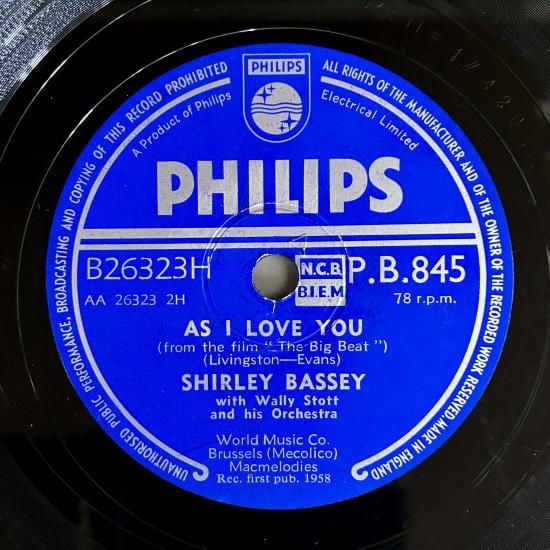 UNAUTHORISED PUBLIC PERFORMANCE, BROADCASTING AND COPYING OF THIS RECORD PROHIBITED
ALL RIGHTS OF THE MANUFACTURER AND OF THE OWNER OF THE RECORDED WORK RESERVED. MADE IN ENGLAND
PHILIPS
A Product of Philips Electrical Limited
PHILIPS
B26323H
N.C.B.
P.B.845
AA 26323 2H
BIEM
78 r.p.m.
AS I LOVE YOU
(from the film "The Big Beat")
(Livingston—Evans)
SHIRLEY BASSEY
with Wally Stott
and his Orchestra
World Music Co.
Brussels (Mecolico)
Macmelodies
Rec. first pub. 1958